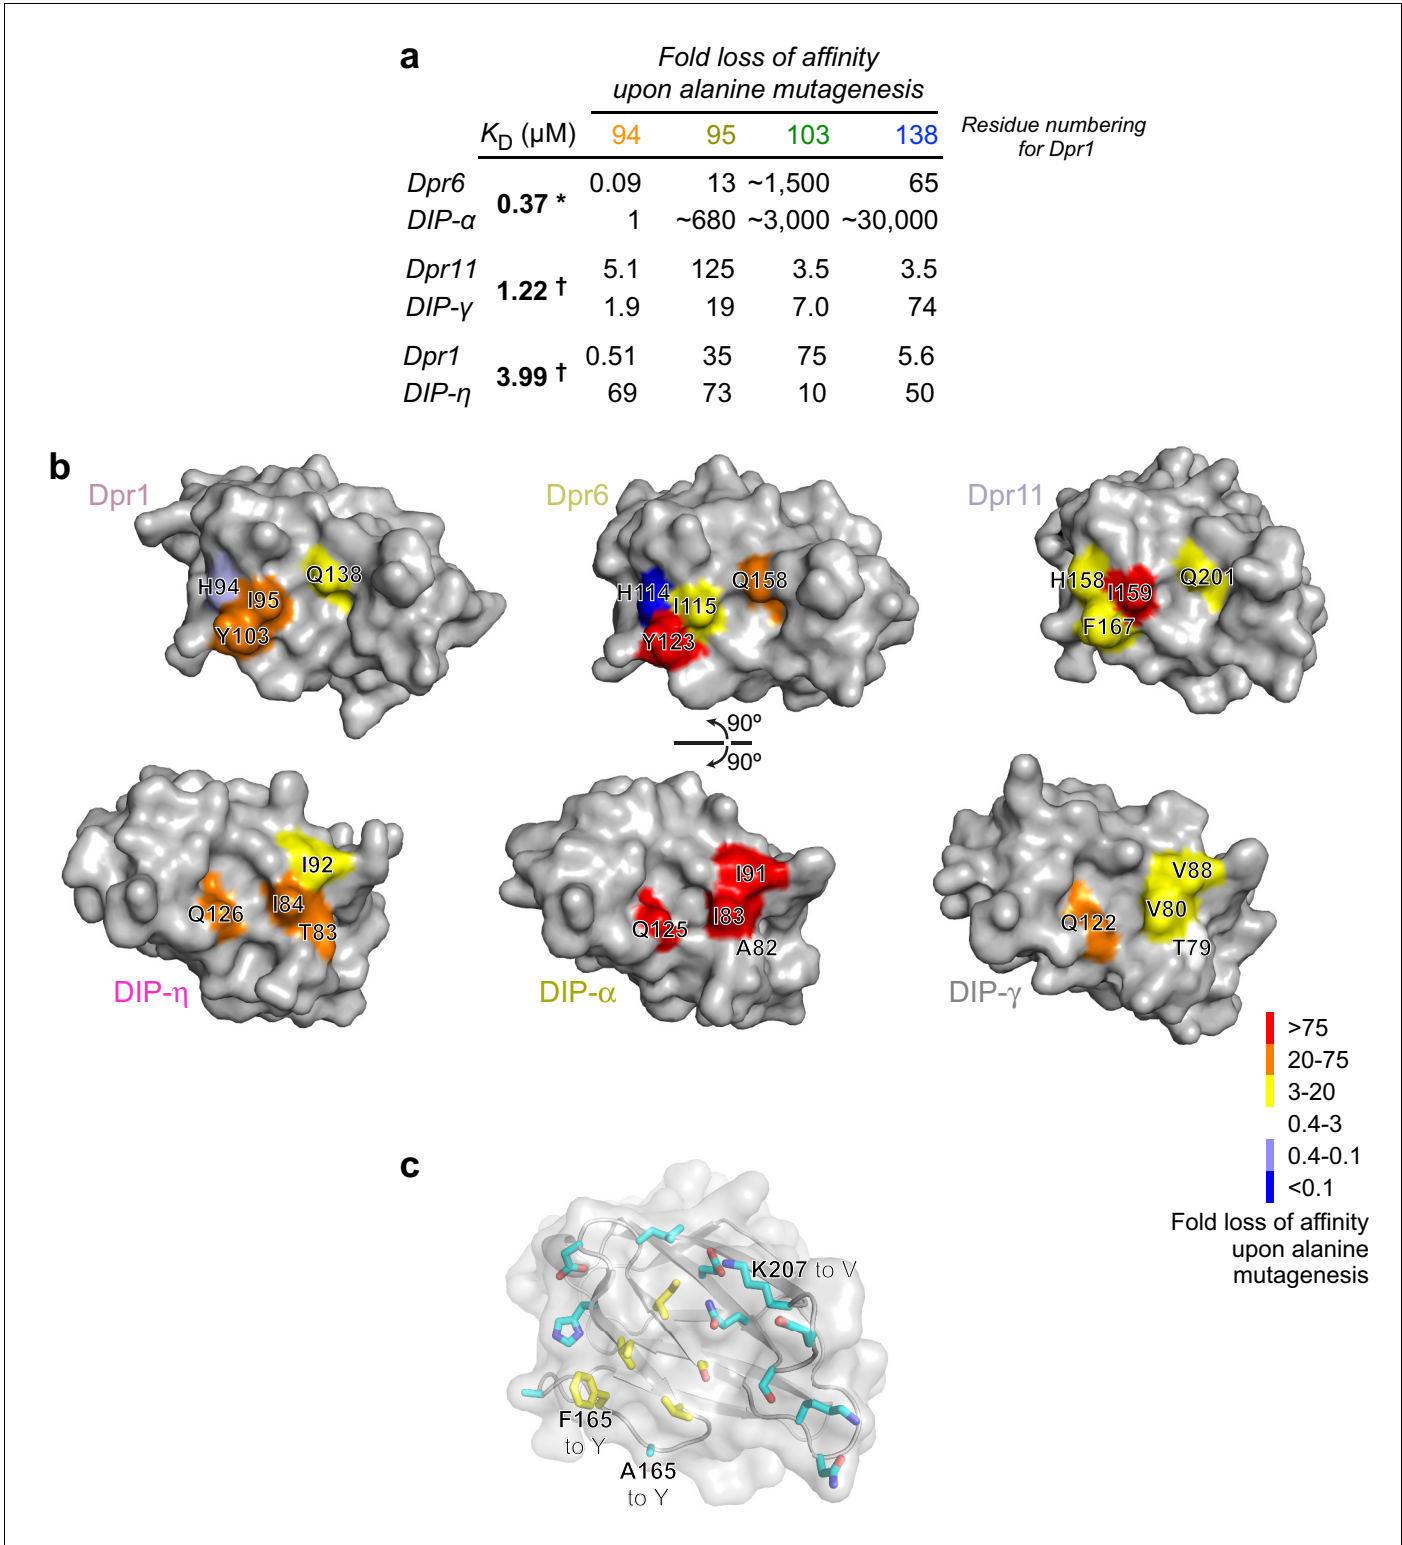 a
Fold loss of affinity
upon alanine mutagenesis
KD (µM) 94 95 103 138
Residue numbering
for Dpr1
Dpr6 0.09 13 ~1,500 65
0.37 *
DIP-α 1 ~680 ~3,000 ~30,000
Dpr11 5.1 125 3.5 3.5
1.22 †
DIP-γ 1.9 19 7.0 74
Dpr1 0.51 35 75 5.6
3.99 †
DIP-η 69 73 10 50
b
Dpr1
H94
I95
Q138
Y103
Dpr6
H114
I115
Q158
Y123
Dpr11
H158
I159
Q201
F167
90º
90º
I92
I84
Q126
T83
DIP-η
I91
I83
Q125
A82
DIP-α
V88
V80
Q122
T79
DIP-γ
>75
20-75
3-20
0.4-3
0.4-0.1
<0.1
Fold loss of affinity
upon alanine
mutagenesis
c
K207 to V
F165
to Y
A165
to Y